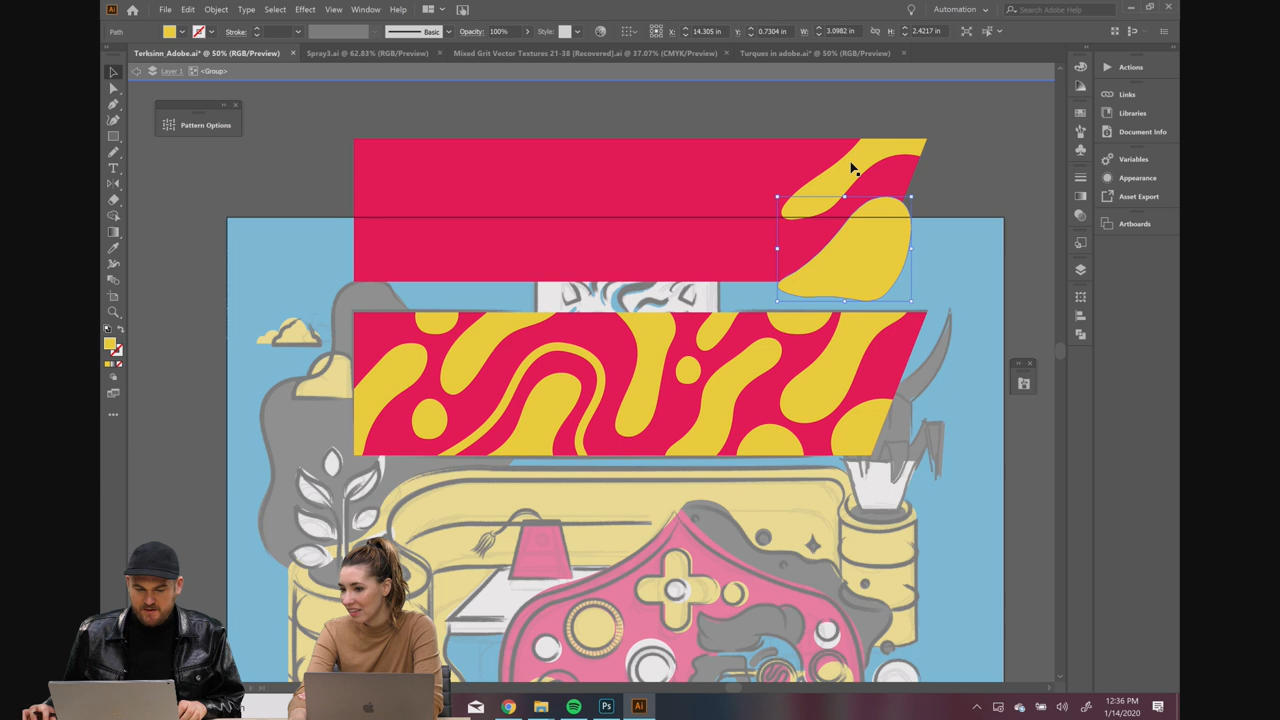 Ai File Edit Object Type Select Effect View Window Help Automation Search Adobe Help
Path Stroke: Basic Opacity: 100% Style: X: 14.305 in Y: 0.7304 in W: 3.0982 in H: 2.4217 in
Terksinn_Adobe.ai* @ 50% (RGB/Preview) × Spray3.ai @ 62.83% (RGB/Preview) × Mixed Grit Vector Textures 21-38 [Recovered].ai @ 37.07% (CMYK/Preview) × Turques in adobe.ai* @ 50% (RGB/Preview) ×
Layer 1 <Group>
Actions
Links
Libraries
Document Info
Variables
Appearance
Asset Export
Artboards
Pattern Options
Ps Ai
12:36 PM
1/14/2020